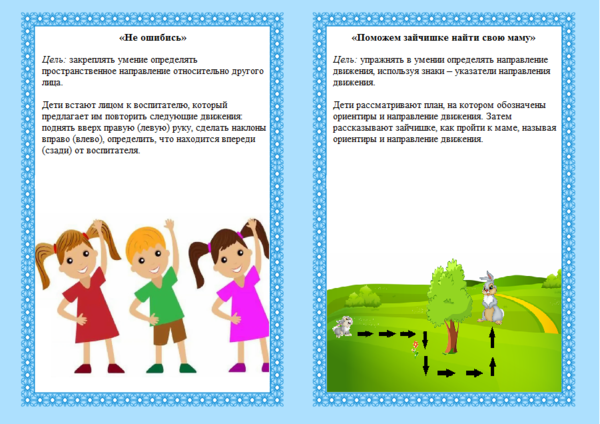 «Не ошибись»
Цель: закреплять умение определять
пространственное направление относительно другого
лица.
Дети встают лицом к воспитателю, который
предлагает им повторить следующие движения:
поднять вверх правую (левую) руку, сделать наклоны
вправо (влево), определить, что находится впереди
(сзади) от воспитателя.
«Поможем зайчишке найти свою маму»
Цель: упражнять в умении определять направление
движения, используя знаки – указатели направления
движения.
Дети рассматривают план, на котором обозначены
ориентиры и направление движения. Затем
рассказывают зайчишке, как пройти к маме, называя
ориентиры и направление движения.